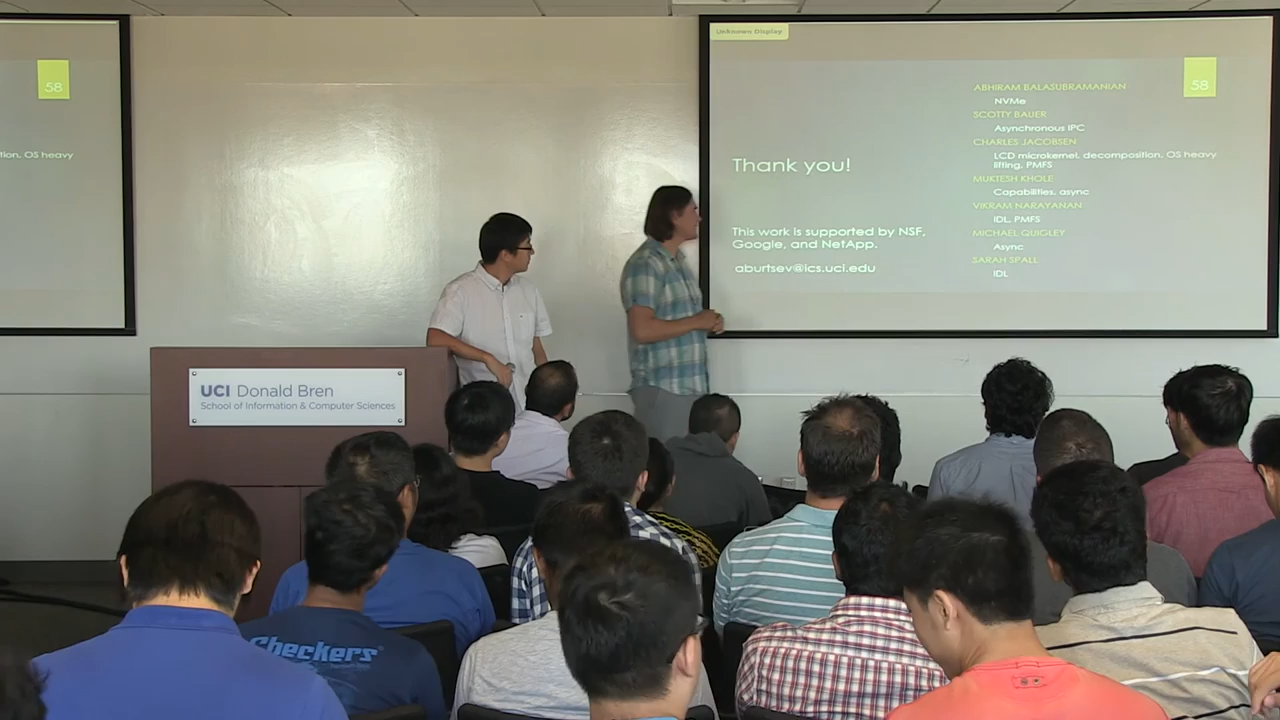 58
tion, OS heavy
Unknown Display
58
ABHIRAM BALASUBRAMANIAN
NVMe
SCOTTY BAUER
Asynchronous IPC
CHARLES JACOBSEN
LCD microkernel, decomposition, OS heavy
lifting, PMFS
MUKTESH KHOLE
Capabilities, async
VIKRAM NARAYANAN
IDL, PMFS
MICHAEL QUIGLEY
Async
SARAH SPALL
IDL
Thank you!
This work is supported by NSF,
Google, and NetApp.
aburtsev@ics.uci.edu
UCI Donald Bren
School of Information & Computer Sciences
Checkers